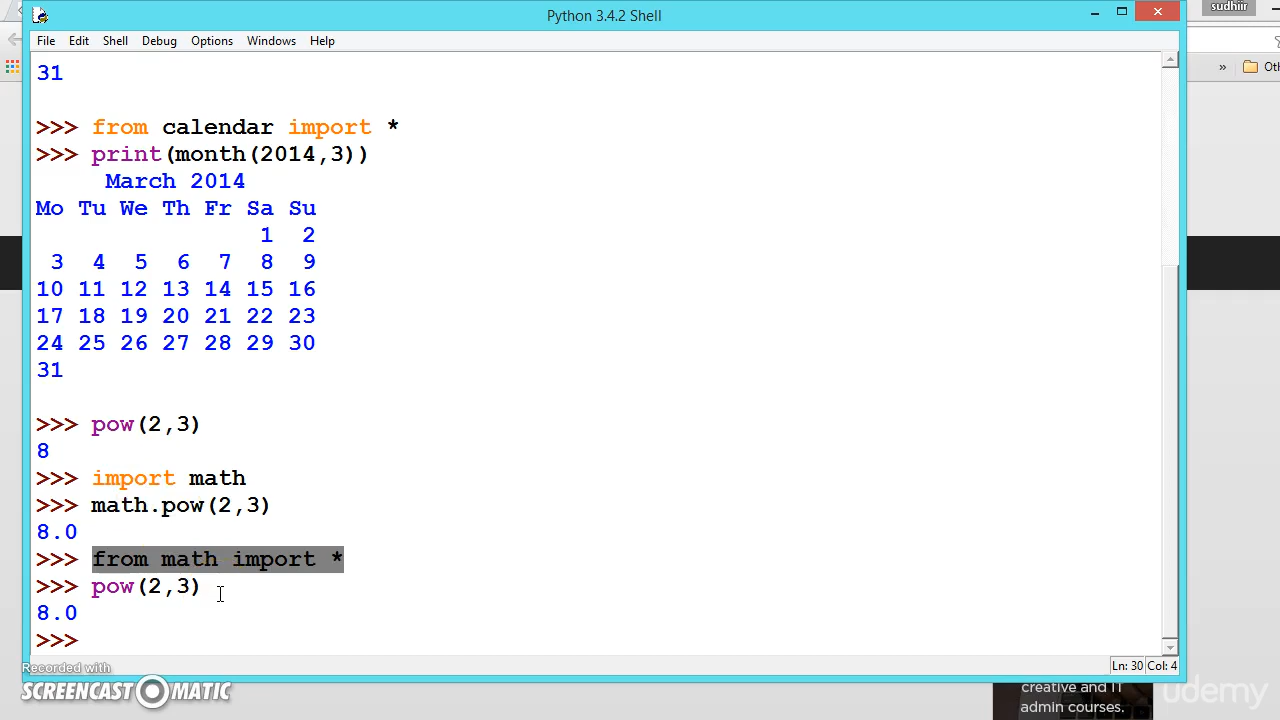 sudhiir
Python 3.4.2 Shell
File Edit Shell Debug Options Windows Help
» Oth
31
>>> from calendar import *
>>> print(month(2014,3))
March 2014
Mo Tu We Th Fr Sa Su
1 2
3 4 5 6 7 8 9
10 11 12 13 14 15 16
17 18 19 20 21 22 23
24 25 26 27 28 29 30
31
>>> pow(2,3)
8
>>> import math
>>> math.pow(2,3)
8.0
>>> from math import *
>>> pow(2,3)
8.0
>>>
Ln: 30 Col: 4
Recorded with
SCREENCAST MATIC
creative and IT
admin courses,
udemy